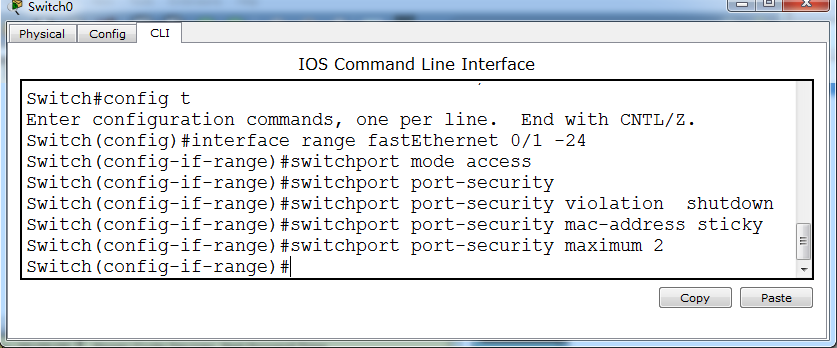 Switch0
Physical Config CLI
IOS Command Line Interface
Switch#config t
Enter configuration commands, one per line.  End with CNTL/Z.
Switch(config)#interface range fastEthernet 0/1 -24
Switch(config-if-range)#switchport mode access
Switch(config-if-range)#switchport port-security
Switch(config-if-range)#switchport port-security violation  shutdown
Switch(config-if-range)#switchport port-security mac-address sticky
Switch(config-if-range)#switchport port-security maximum 2
Switch(config-if-range)#
Copy Paste